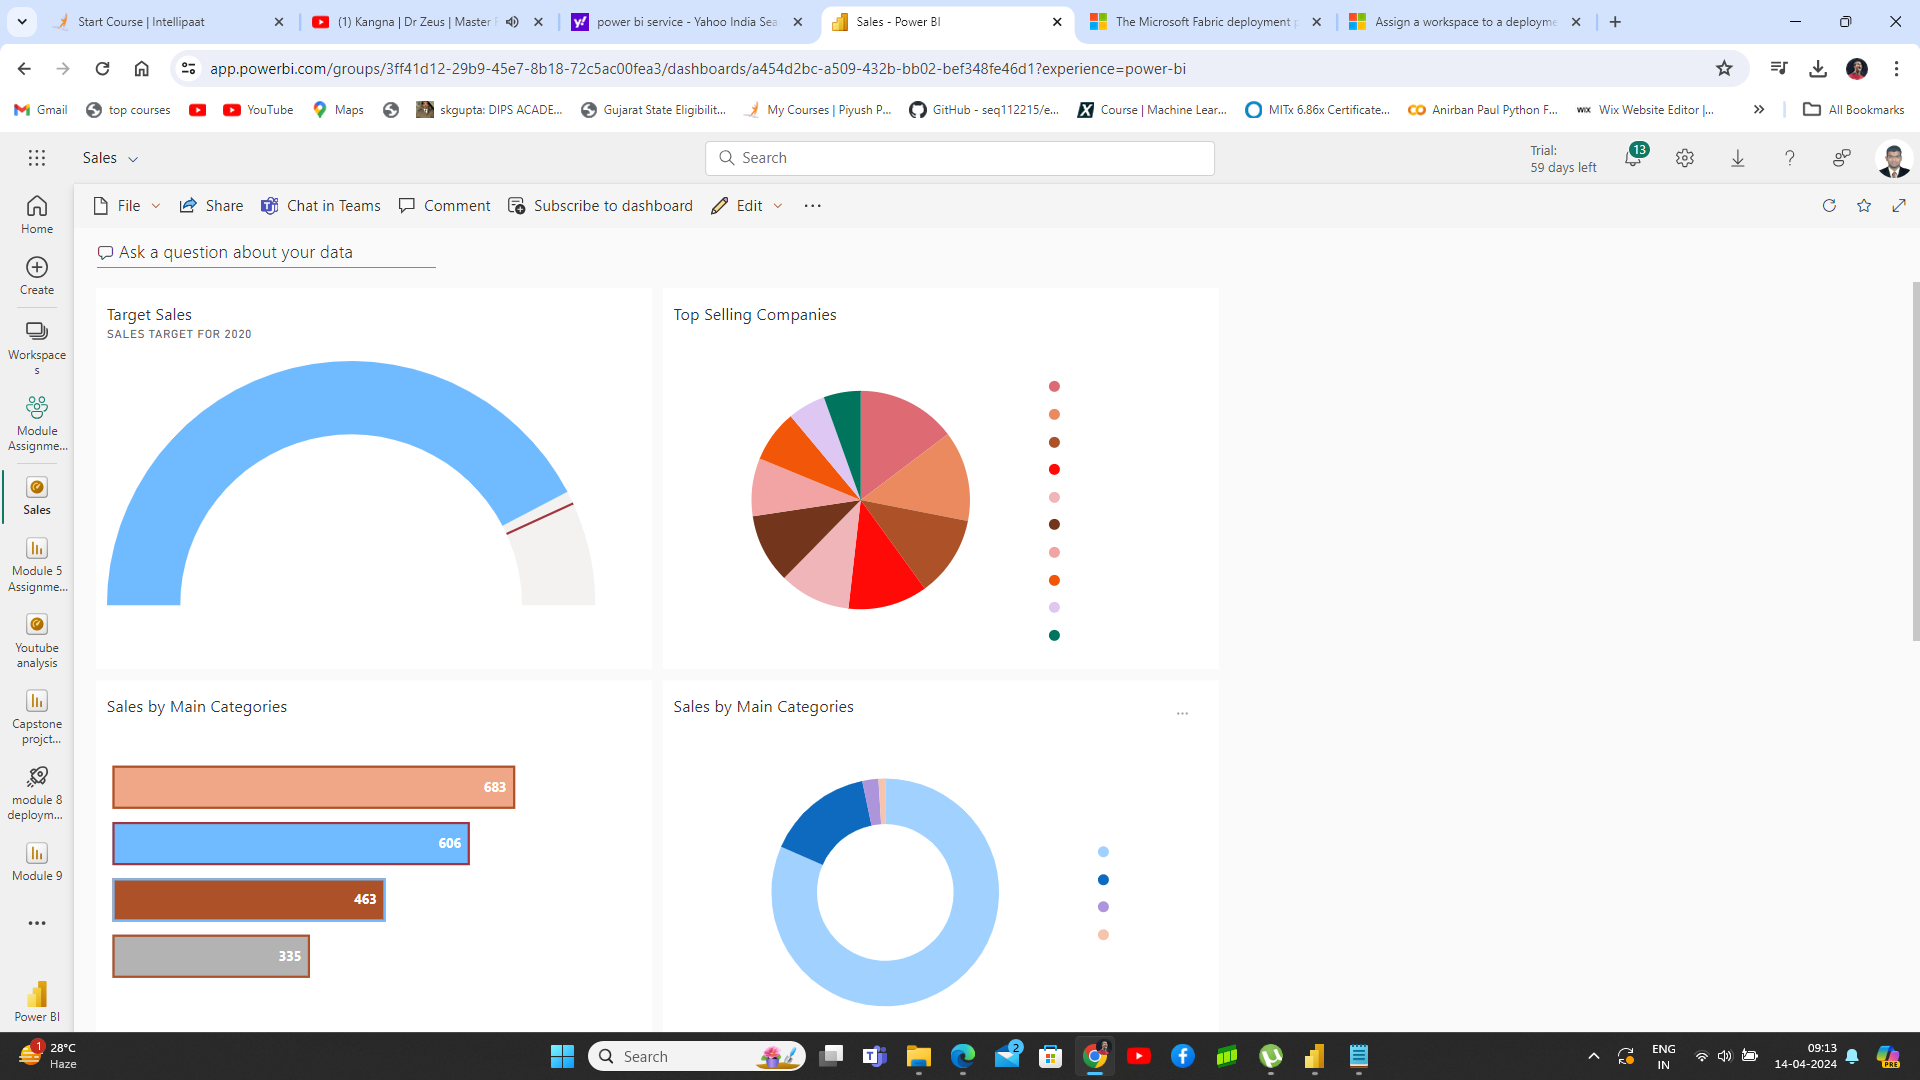 Start Course | Intellipaat
(1) Kangna | Dr Zeus | Master
power bi service - Yahoo India Sea
Sales - Power BI
The Microsoft Fabric deployment
Assign a workspace to a deployme
app.powerbi.com/groups/3ff41d12-29b9-45e7-8b18-72c5ac00fea3/dashboards/a454d2bc-a509-432b-bb02-bef348fe46d1?experience=power-bi
Gmail
top courses
YouTube
Maps
skgupta: DIPS ACADE...
Gujarat State Eligibilit...
My Courses | Piyush P...
GitHub - seq112215/e...
Course | Machine Lear...
MITx 6.86x Certificate...
Anirban Paul Python F...
WIX
Wix Website Editor |...
All Bookmarks
Sales
Search
Trial:
59 days left
13
File
Share
Chat in Teams
Comment
Subscribe to dashboard
Edit
Home
Create
Workspace
s
Module
Assignme...
Sales
Module 5
Assignme...
Youtube
analysis
Capstone
projct...
module 8
deploym...
Module 9
Power BI
Ask a question about your data
Target Sales
SALES TARGET FOR 2020
Top Selling Companies
Sales by Main Categories
683
606
463
335
Sales by Main Categories
1
28°C
Haze
Search
2
ENG
IN
09:13
14-04-2024
PRE